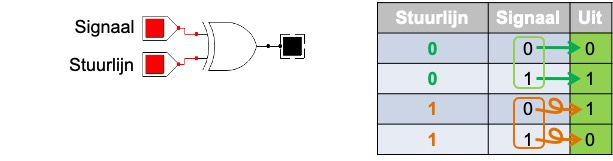 Signaal
Stuurlijn
Stuurlijn Signaal Uit
0 0 0
0 1 1
1 0 1
1 1 0